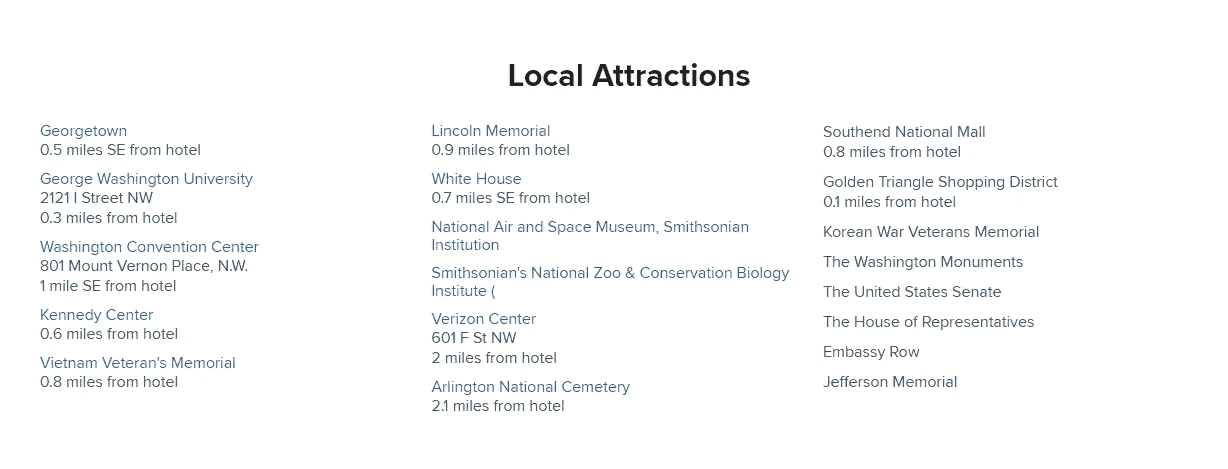 Local Attractions
Georgetown
0.5 miles SE from hotel
George Washington University
2121 I Street NW
0.3 miles from hotel
Washington Convention Center
801 Mount Vernon Place, N.W.
1 mile SE from hotel
Kennedy Center
0.6 miles from hotel
Vietnam Veteran's Memorial
0.8 miles from hotel
Lincoln Memorial
0.9 miles from hotel
White House
0.7 miles SE from hotel
National Air and Space Museum, Smithsonian
Institution
Smithsonian's National Zoo & Conservation Biology
Institute (
Verizon Center
601 F St NW
2 miles from hotel
Arlington National Cemetery
2.1 miles from hotel
Southend National Mall
0.8 miles from hotel
Golden Triangle Shopping District
0.1 miles from hotel
Korean War Veterans Memorial
The Washington Monuments
The United States Senate
The House of Representatives
Embassy Row
Jefferson Memorial